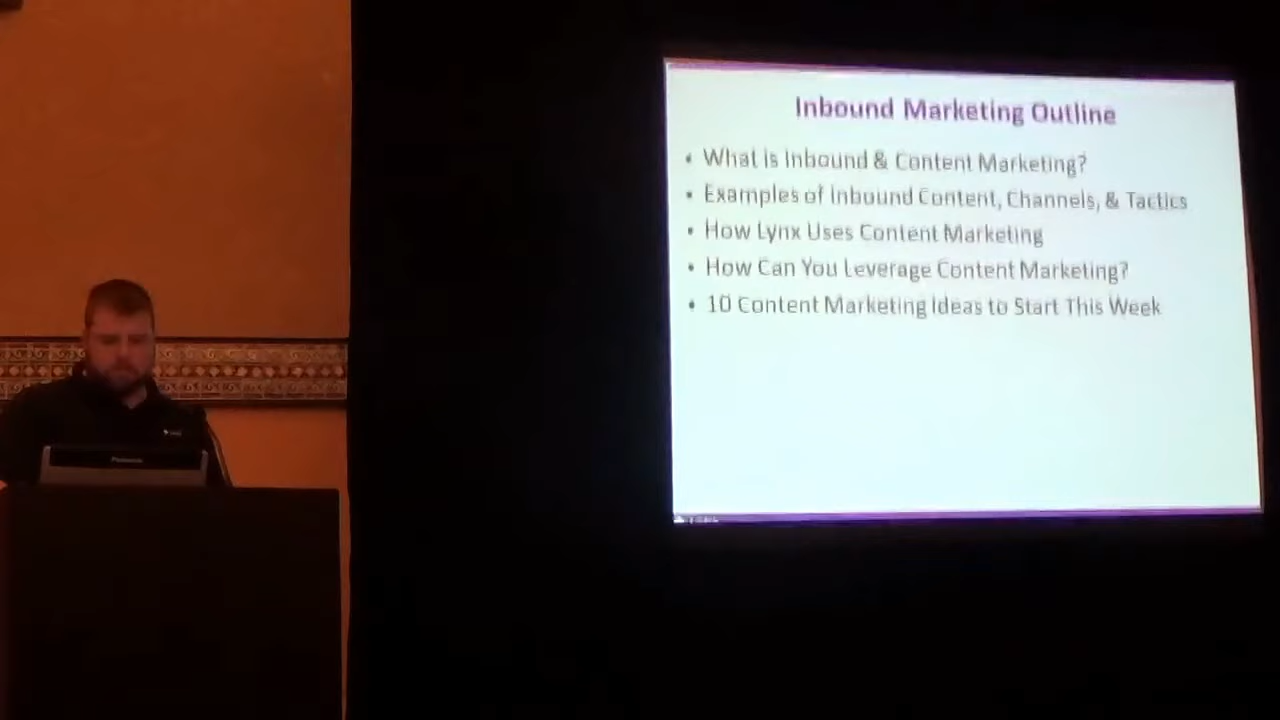 Inbound Marketing Outline
• What is Inbound & Content Marketing?
• Examples of Inbound Content, Channels, & Tactics
• How Lynx Uses Content Marketing
• How Can You Leverage Content Marketing?
• 10 Content Marketing Ideas to Start This Week
Panasonic